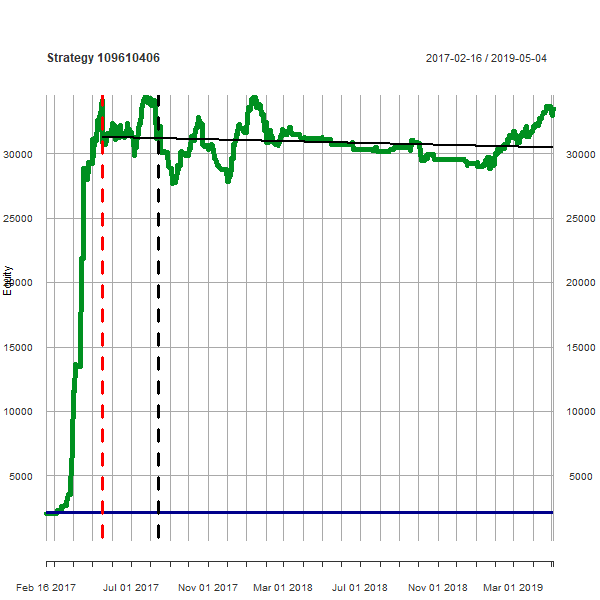 Strategy 109610406
2017-02-16 / 2019-05-04
Equity
30000
25000
20000
15000
10000
5000
30000
25000
20000
15000
10000
5000
Feb 16 2017
Jul 01 2017
Nov 01 2017
Mar 01 2018
Jul 01 2018
Nov 01 2018
Mar 01 2019